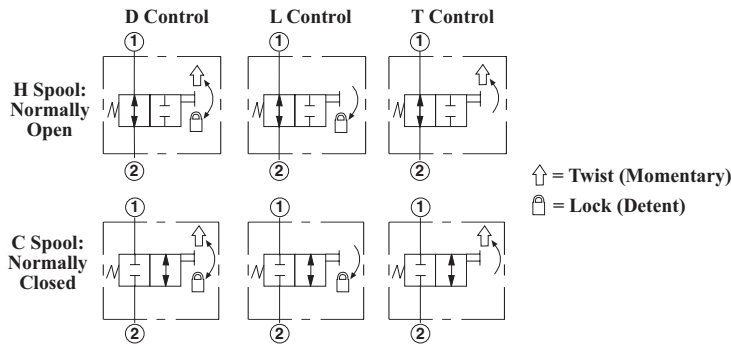 D Control
L Control
T Control
1
1
1
H Spool:
Normally
Open
2
2
2
= Twist (Momentary)
= Lock (Detent)
1
1
1
C Spool:
Normally
Closed
2
2
2